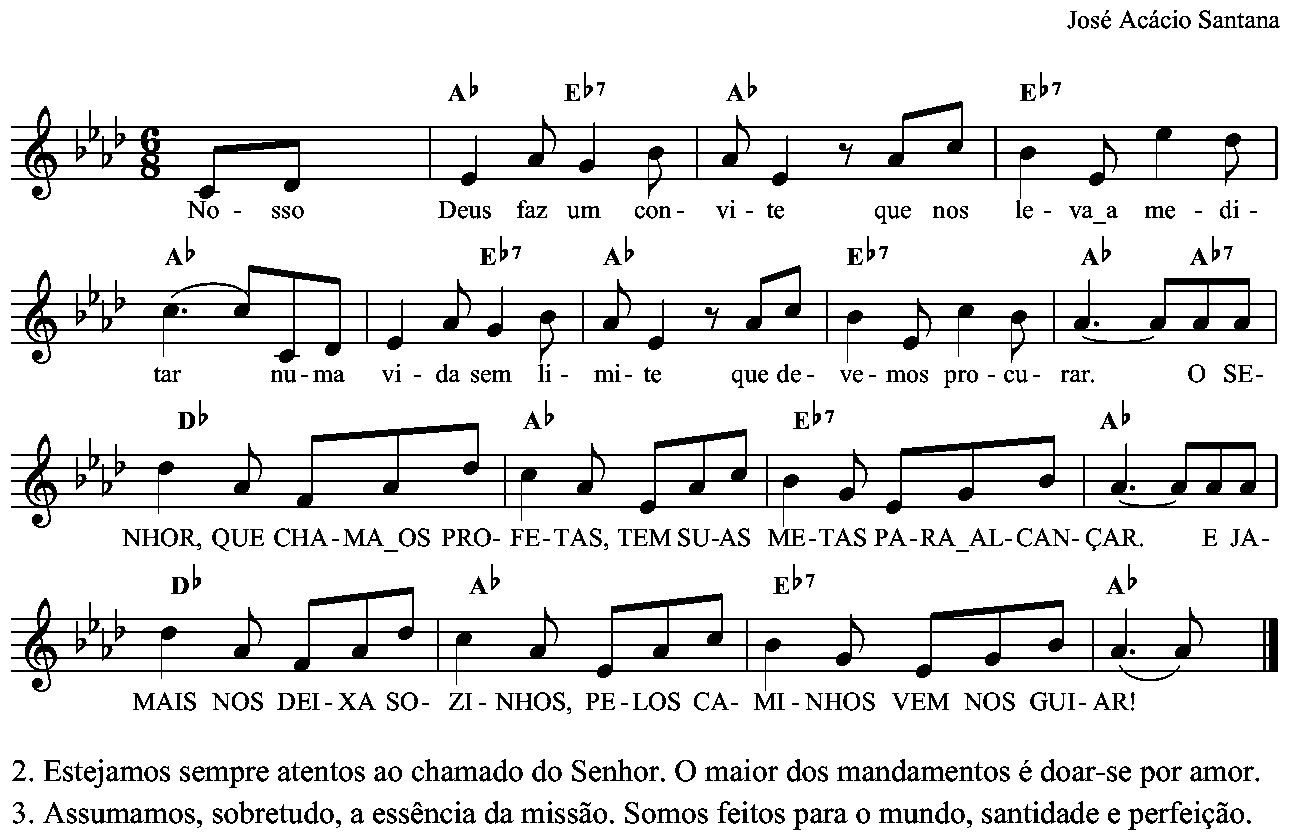 José Acácio Santana
A♭ E♭7 A♭ E♭7
6
8
No - sso Deus faz um con - vi - te que nos le - va_a me - di -
A♭ E♭7 A♭ E♭7 A♭ A♭7
tar nu - ma vi - da sem li - mi - te que de - ve - mos pro - cu - rar. O SE-
D♭ A♭ E♭7 A♭
NHOR, QUE CHA - MA_OS PRO - FE - TAS, TEM SU - AS ME - TAS PA - RA_AL - CAN - ÇAR. E JA-
D♭ A♭ E♭7 A♭
MAIS NOS DEI - XA SO - ZI - NHOS, PE - LOS CA - MI - NHOS VEM NOS GUI - AR!
2. Estejamos sempre atentos ao chamado do Senhor. O maior dos mandamentos é doar-se por amor.
3. Assumamos, sobretudo, a essência da missão. Somos feitos para o mundo, santidade e perfeição.